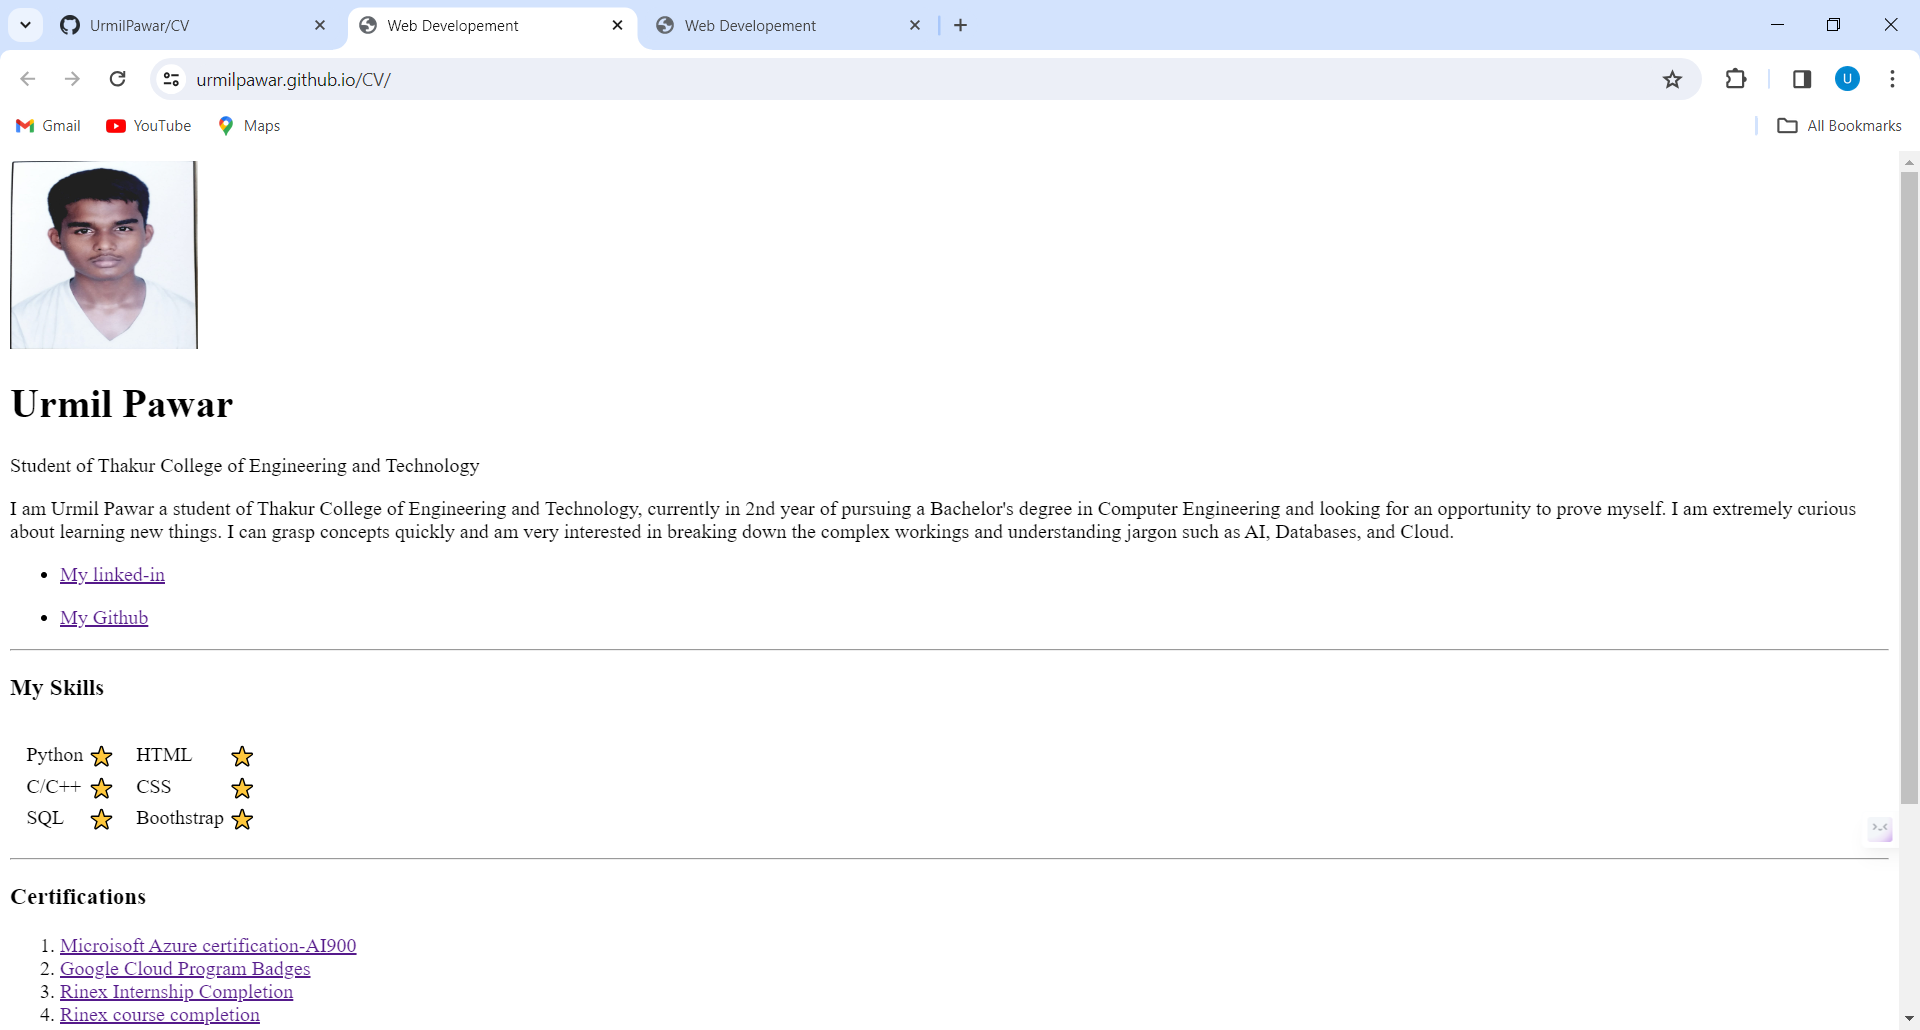 UrmilPawar/CV
Web Developement
Web Developement
urmilpawar.github.io/CV/
U
Gmail
YouTube
Maps
All Bookmarks
Urmil Pawar
Student of Thakur College of Engineering and Technology
I am Urmil Pawar a student of Thakur College of Engineering and Technology, currently in 2nd year of pursuing a Bachelor's degree in Computer Engineering and looking for an opportunity to prove myself. I am extremely curious
about learning new things. I can grasp concepts quickly and am very interested in breaking down the complex workings and understanding jargon such as AI, Databases, and Cloud.
• My linked-in
• My Github
My Skills
Python HTML
C/C++ CSS
SQL Boothstrap
Certifications
1. Microisoft Azure certification-AI900
2. Google Cloud Program Badges
3. Rinex Internship Completion
4. Rinex course completion